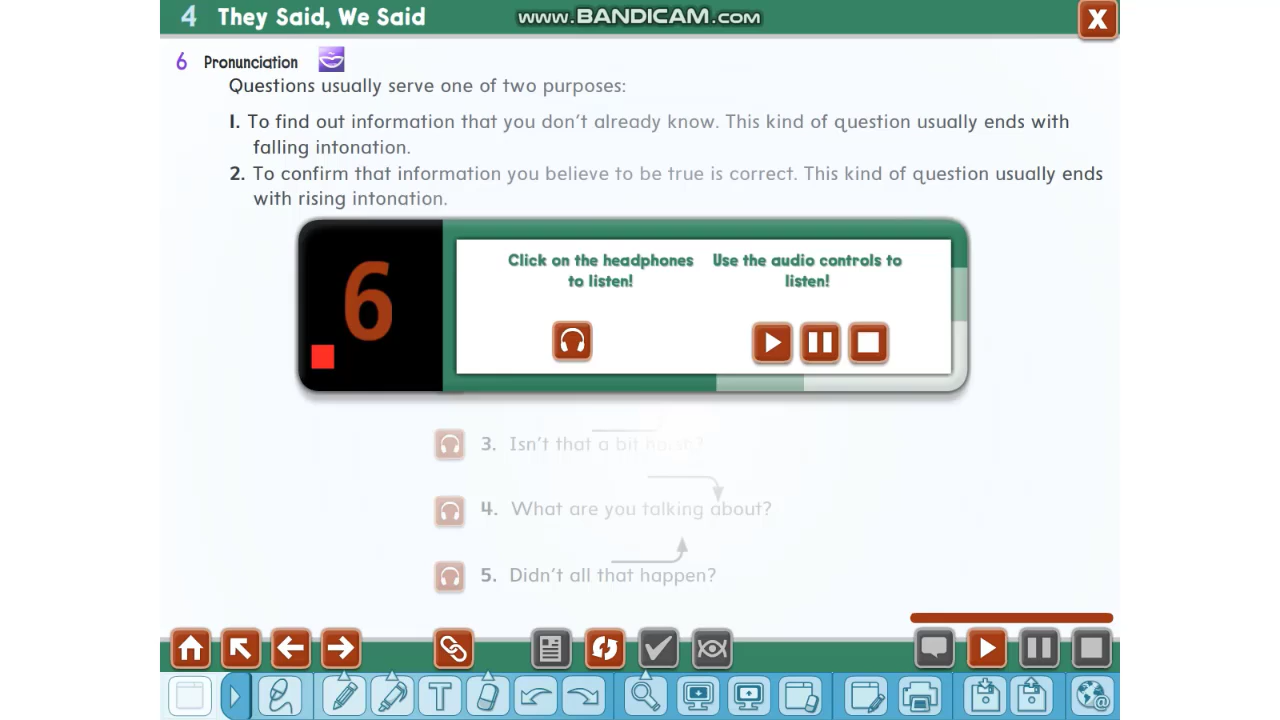 4 They Said, We Said
www.BANDICAM.com
X
6 Pronunciation
Questions usually serve one of two purposes:
1. To find out information that you don't already know. This kind of question usually ends with
falling intonation.
2. To confirm that information you believe to be true is correct. This kind of question usually ends
with rising intonation.
6
Click on the headphones
to listen!
Use the audio controls to
listen!
3. Isn't that a bit harsh?
4. What are you talking about?
5. Didn't all that happen?
T